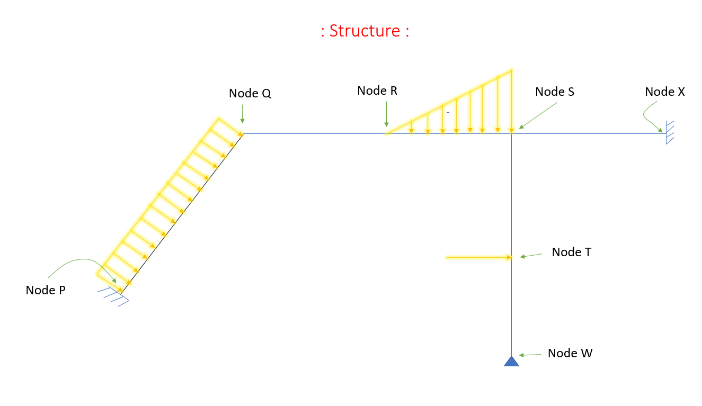 : Structure :
Node Q
Node R
Node S
Node X
Node T
Node P
Node W